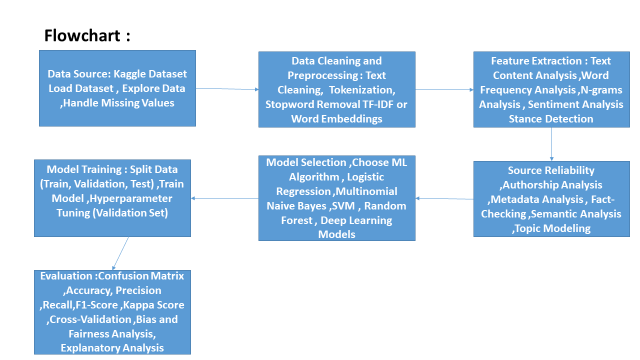 Flowchart :
Data Source: Kaggle Dataset
Load Dataset , Explore Data
,Handle Missing Values
Data Cleaning and
Preprocessing : Text
Cleaning, Tokenization,
Stopword Removal TF-IDF or
Word Embeddings
Feature Extraction : Text
Content Analysis ,Word
Frequency Analysis ,N-grams
Analysis , Sentiment Analysis
Stance Detection
Source Reliability
,Authorship Analysis
,Metadata Analysis , Fact-
Checking ,Semantic Analysis
,Topic Modeling
Model Selection ,Choose ML
Algorithm , Logistic
Regression ,Multinomial
Naive Bayes ,SVM , Random
Forest , Deep Learning
Models
Model Training : Split Data
(Train, Validation, Test) ,Train
Model ,Hyperparameter
Tuning (Validation Set)
Evaluation :Confusion Matrix
,Accuracy, Precision
,Recall,F1-Score ,Kappa Score
,Cross-Validation ,Bias and
Fairness Analysis,
Explanatory Analysis